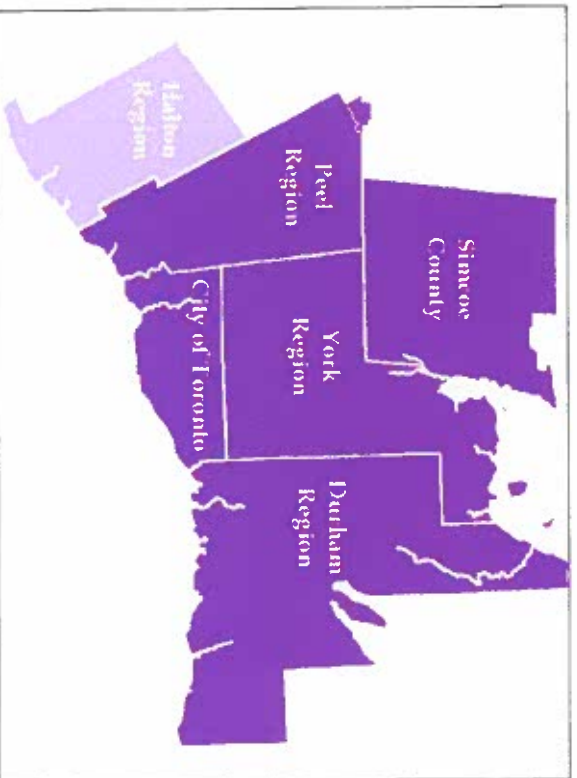 Halton
Region
Peel
Region
Simcoe
County
York
Region
City of Toronto
Durham
Region